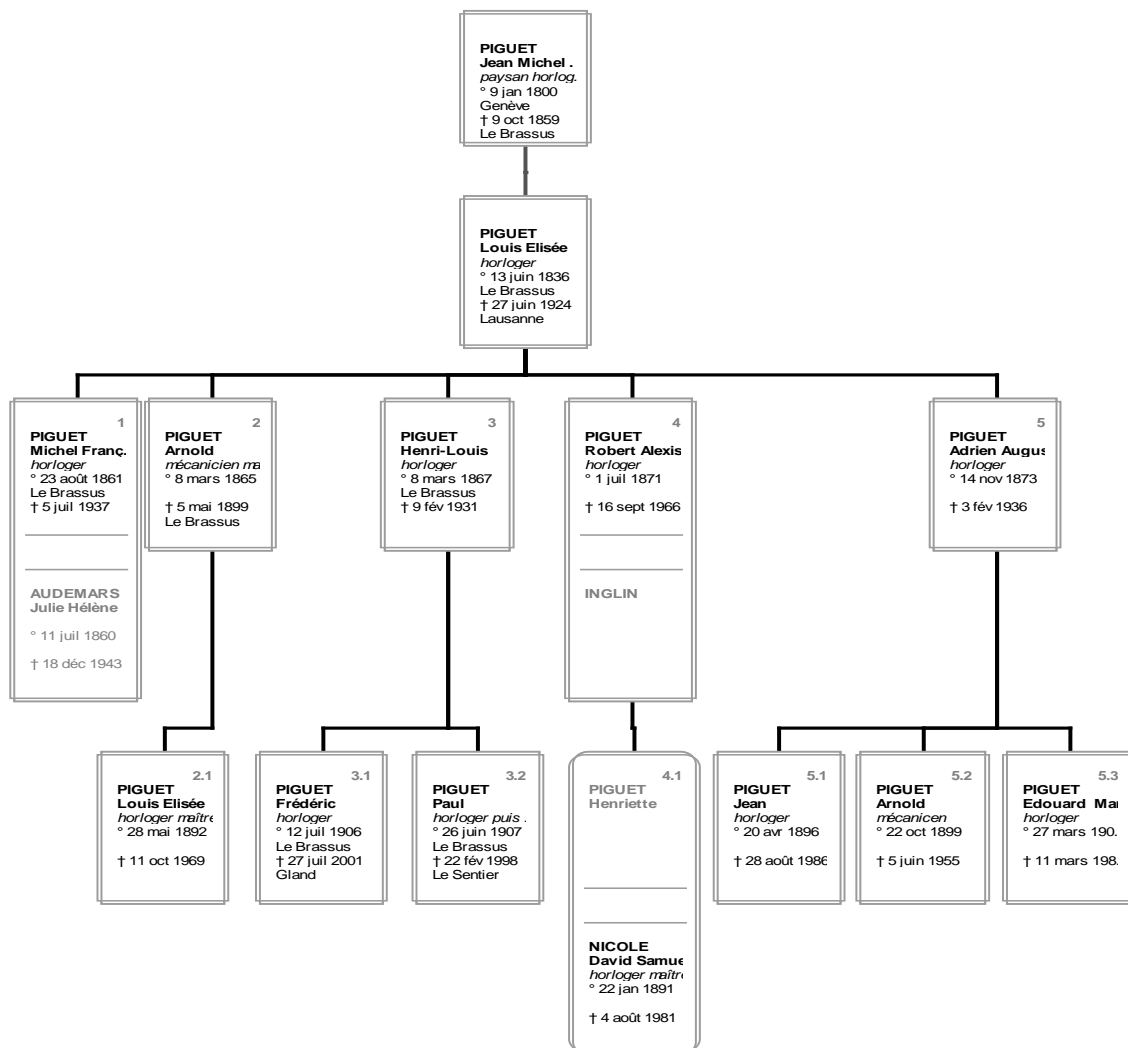 PIGUET
Jean Michel .
paysan horlog.
° 9 jan 1800
Genève
† 9 oct 1859
Le Brassus
PIGUET
Louis Elisée
horloger
° 13 juin 1836
Le Brassus
† 27 juin 1924
Lausanne
1
PIGUET
Michel Franç.
horloger
° 23 août 1861
Le Brassus
† 5 juil 1937
AUDEMARS
Julie Hélène
° 11 juil 1860
† 18 déc 1943
2
PIGUET
Arnold
mécanicien ma
° 8 mars 1865
† 5 mai 1899
Le Brassus
3
PIGUET
Henri-Louis
horloger
° 8 mars 1867
Le Brassus
† 9 fév 1931
4
PIGUET
Robert Alexis
horloger
° 1 juil 1871
† 16 sept 1966
INGLIN
5
PIGUET
Adrien Augus
horloger
° 14 nov 1873
† 3 fév 1936
2.1
PIGUET
Louis Elisée
horloger maître
° 28 mai 1892
† 11 oct 1969
3.1
PIGUET
Frédéric
horloger
° 12 juil 1906
Le Brassus
† 27 juil 2001
Gland
3.2
PIGUET
Paul
horloger puis .
° 26 juin 1907
Le Brassus
† 22 fév 1998
Le Sentier
4.1
PIGUET
Henriette
NICOLE
David Samue
horloger maître
° 22 jan 1891
† 4 août 1981
5.1
PIGUET
Jean
horloger
° 20 avr 1896
† 28 août 1986
5.2
PIGUET
Arnold
mécanicen
° 22 oct 1899
† 5 juin 1955
5.3
PIGUET
Edouard Mar
horloger
° 27 mars 190.
† 11 mars 198.